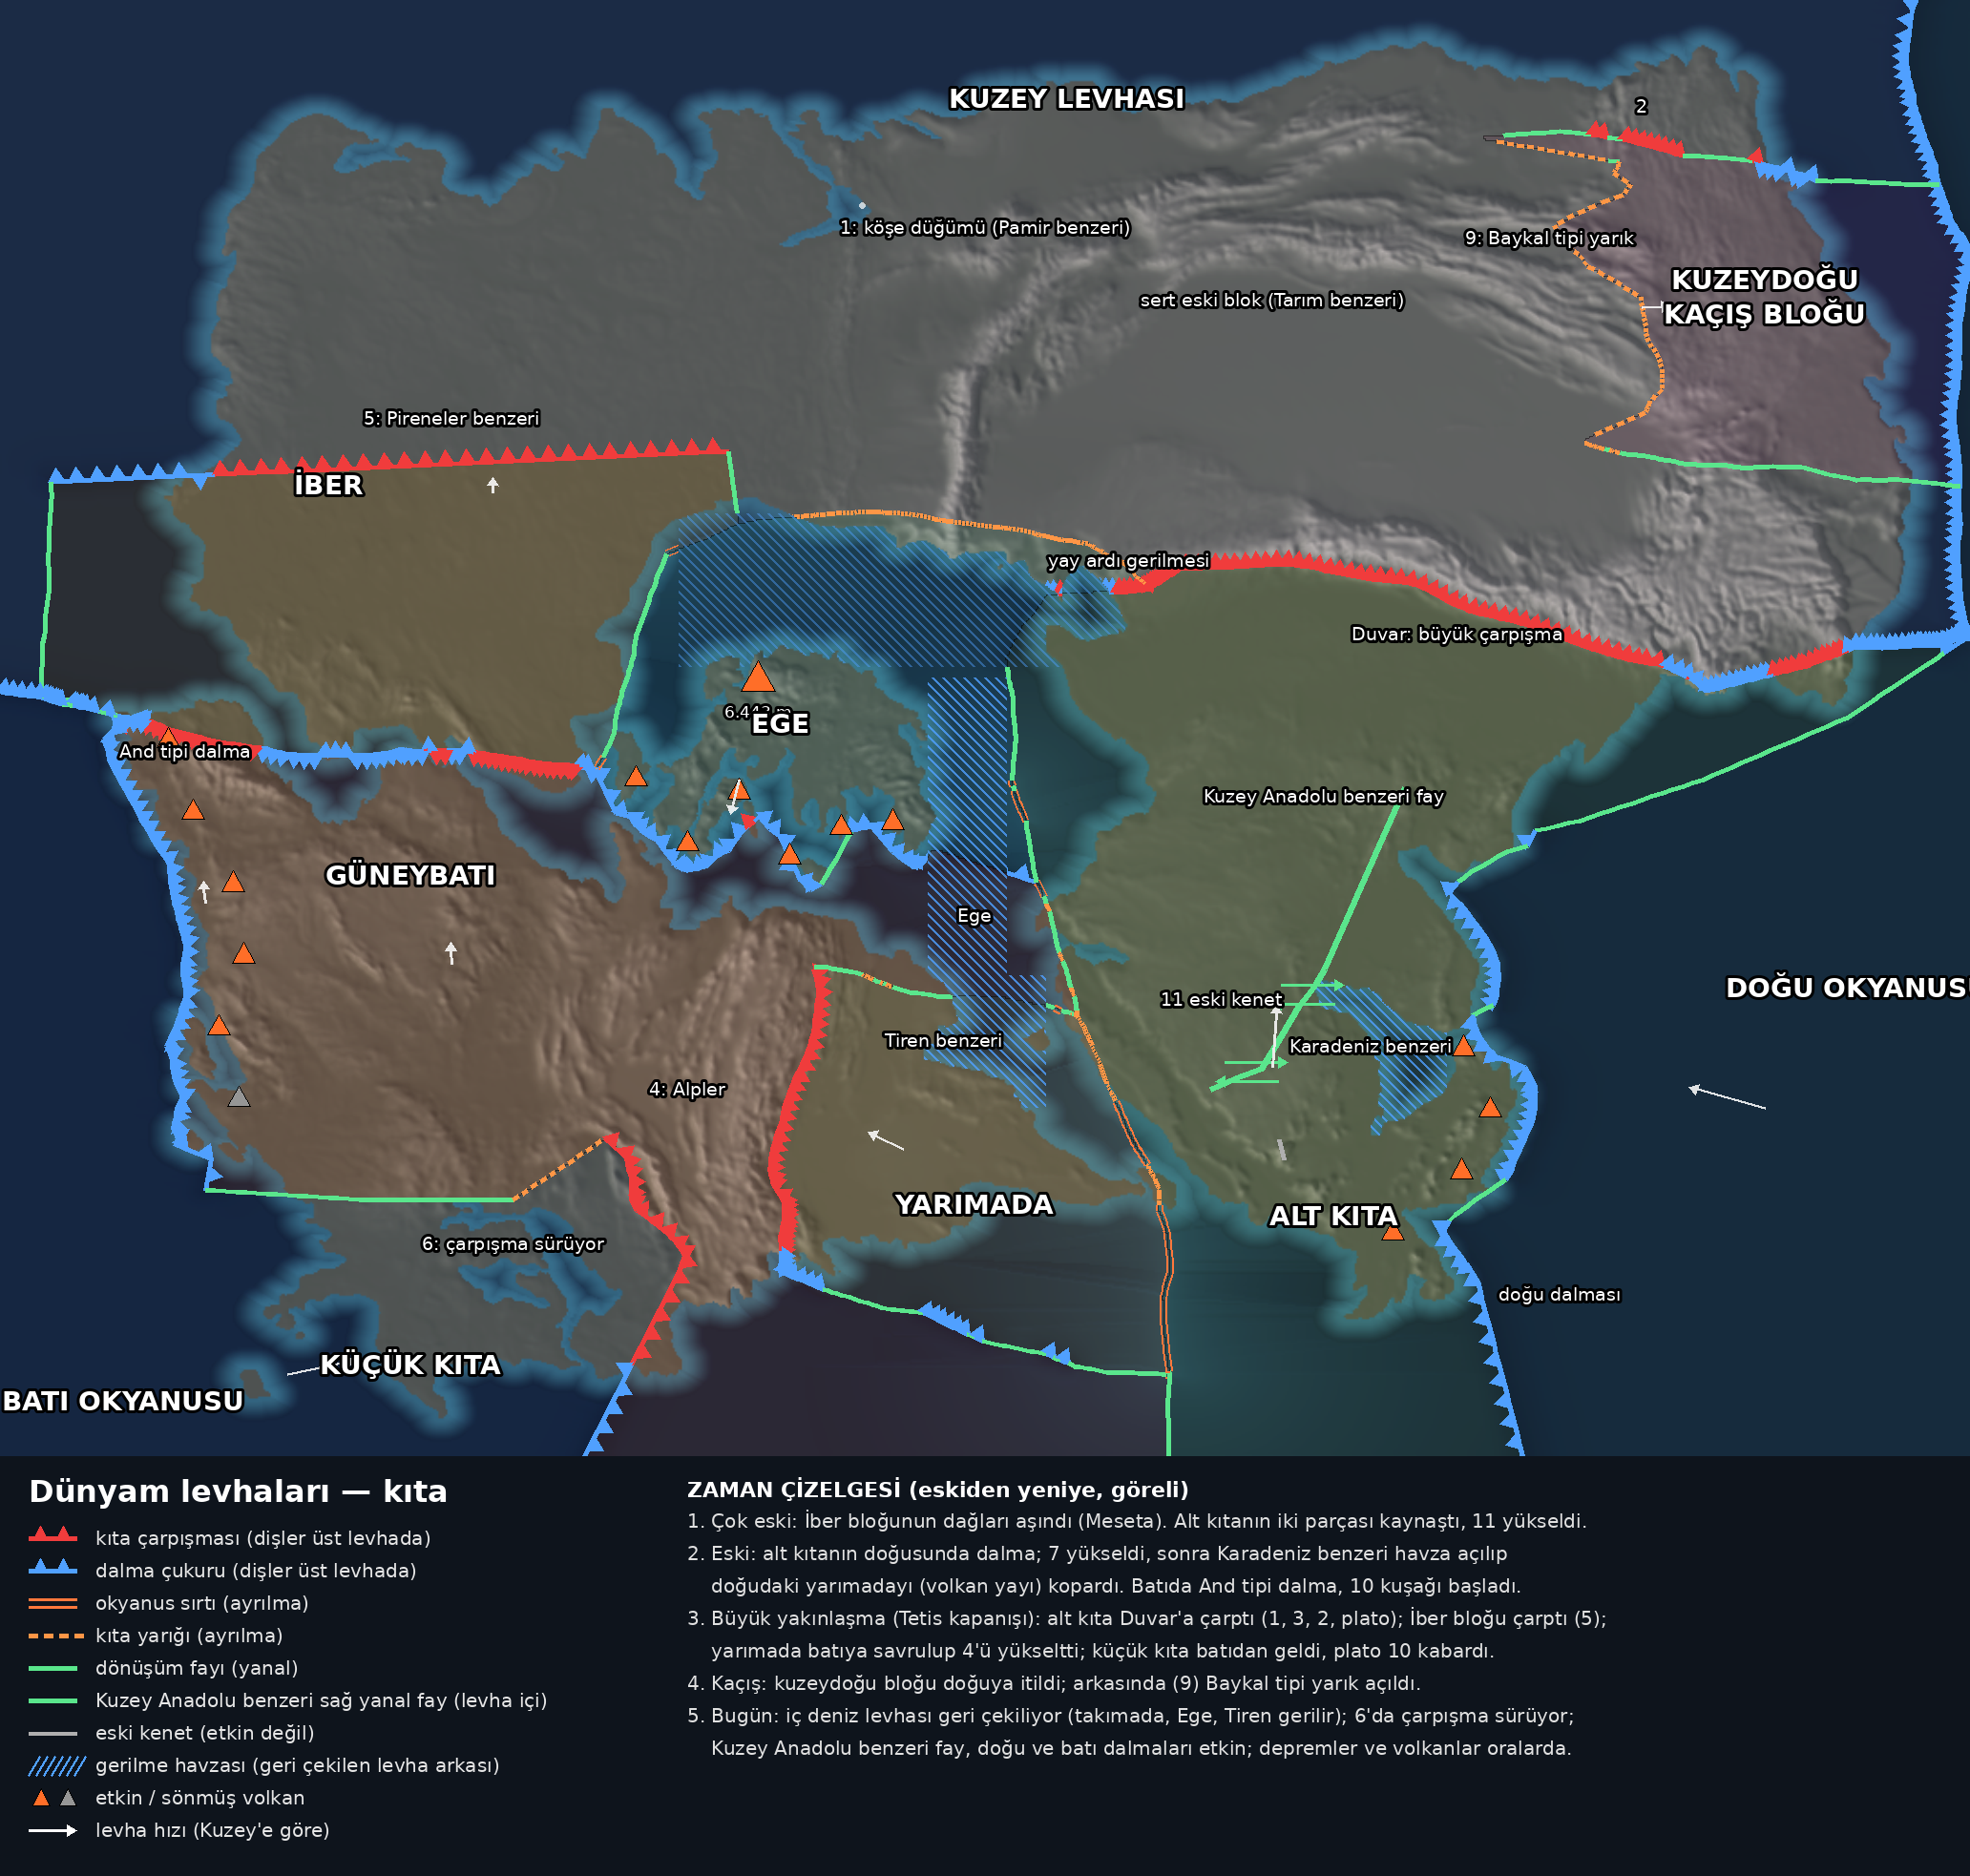 KUZEY LEVHASI
2
1: köşe düğümü (Pamir benzeri)
9: Baykal tipi yarık
KUZEYDOĞU
KAÇIŞ BLOĞU
sert eski blok (Tarım benzeri)
5: Pireneler benzeri
İBER
yay ardı gerilmesi
Duvar: büyük çarpışma
EGE
And tipi dalma
Kuzey Anadolu benzeri fay
GÜNEYBATI
Ege
DOĞU OKYANUSU
11 eski kenet
Tiren benzeri
Karadeniz benzeri
4: Alpler
YARIMADA
ALT KITA
6: çarpışma sürüyor
doğu dalması
KÜÇÜK KITA
BATI OKYANUSU
Dünyam levhaları — kıta
kıta çarpışması (dişler üst levhada)
dalma çukuru (dişler üst levhada)
okyanus sırtı (ayrılma)
kıta yarığı (ayrılma)
dönüşüm fayı (yanal)
Kuzey Anadolu benzeri sağ yanal fay (levha içi)
eski kenet (etkin değil)
gerilme havzası (geri çekilen levha arkası)
etkin / sönmüş volkan
levha hızı (Kuzey'e göre)
ZAMAN ÇİZELGESİ (eskiden yeniye, göreli)
1. Çok eski: İber bloğunun dağları aşındı (Meseta). Alt kıtanın iki parçası kaynaştı, 11 yükseldi.
2. Eski: alt kıtanın doğusunda dalma; 7 yükseldi, sonra Karadeniz benzeri havza açılıp
doğudaki yarımadayı (volkan yayı) kopardı. Batıda And tipi dalma, 10 kuşağı başladı.
3. Büyük yakınlaşma (Tetis kapanışı): alt kıta Duvar'a çarptı (1, 3, 2, plato); İber bloğu çarptı (5);
yarımada batıya savrulup 4'ü yükseltti; küçük kıta batıdan geldi, plato 10 kabardı.
4. Kaçış: kuzeydoğu bloğu doğuya itildi; arkasında (9) Baykal tipi yarık açıldı.
5. Bugün: iç deniz levhası geri çekiliyor (takımada, Ege, Tiren gerilir); 6'da çarpışma sürüyor;
Kuzey Anadolu benzeri fay, doğu ve batı dalmaları etkin; depremler ve volkanlar oralarda.